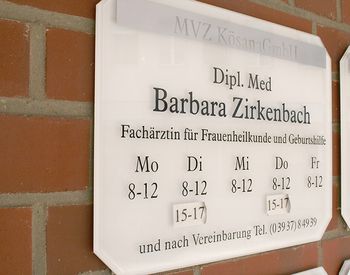 MVZ Kösana GmbH
Dipl. Med
Barbara Zirkenbach
Fachärztin für Frauenheilkunde und Geburtshilfe
Mo Di Mi Do Fr
8-12 8-12 8-12 8-12 8-12
15-17 15-17
und nach Vereinbarung Tel. (03937) 84939